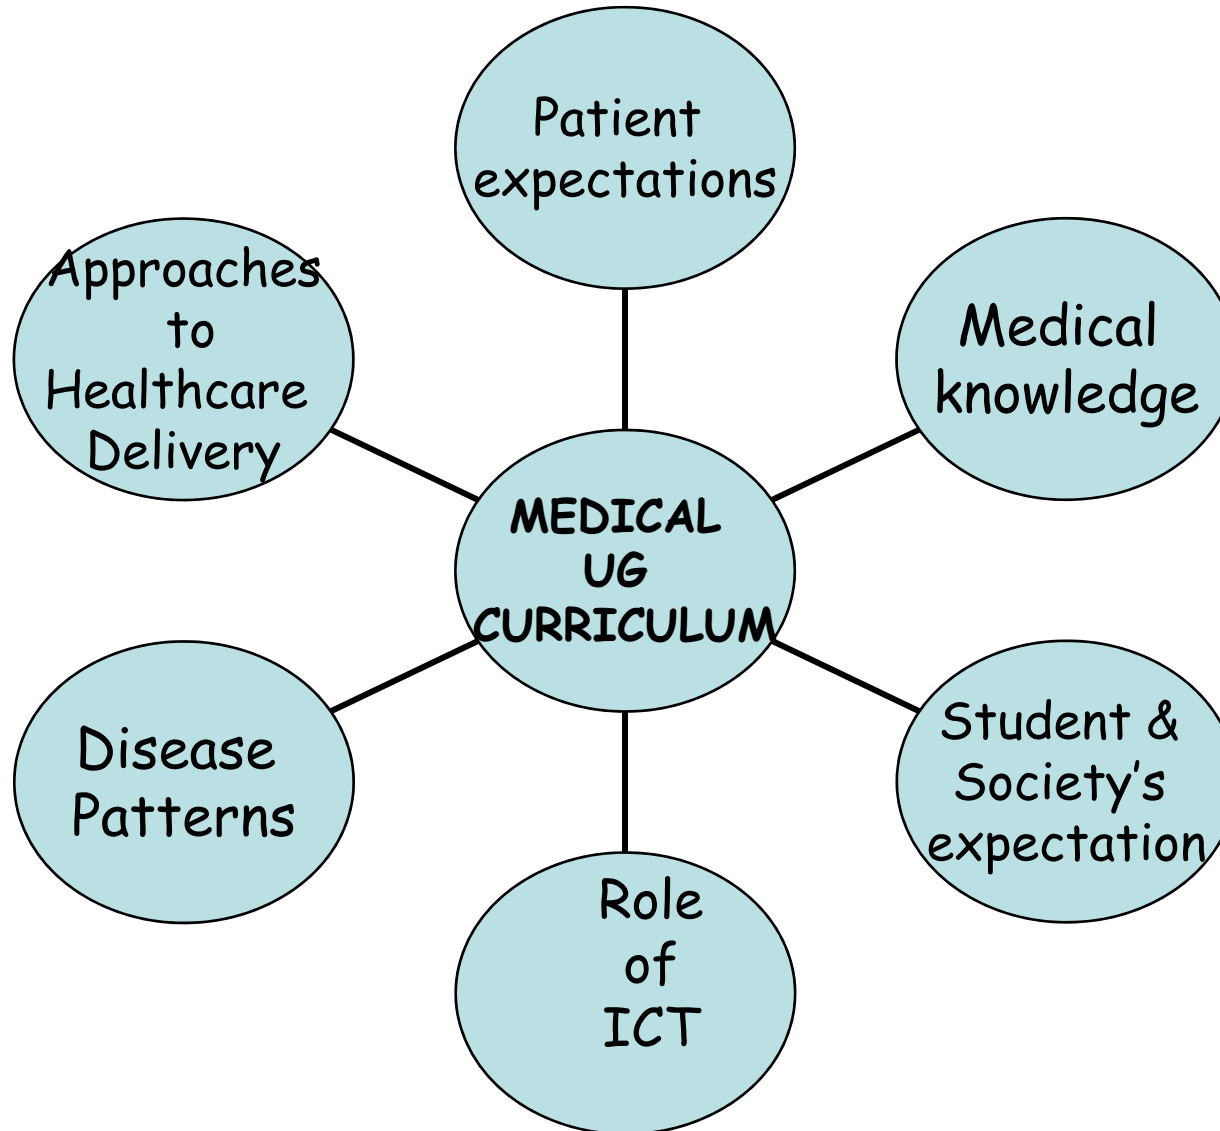 Patient
expectations
Approaches
to
Healthcare
Delivery
Medical
knowledge
MEDICAL
UG
CURRICULUM
Disease
Patterns
Student &
Society's
expectation
Role
of
ICT